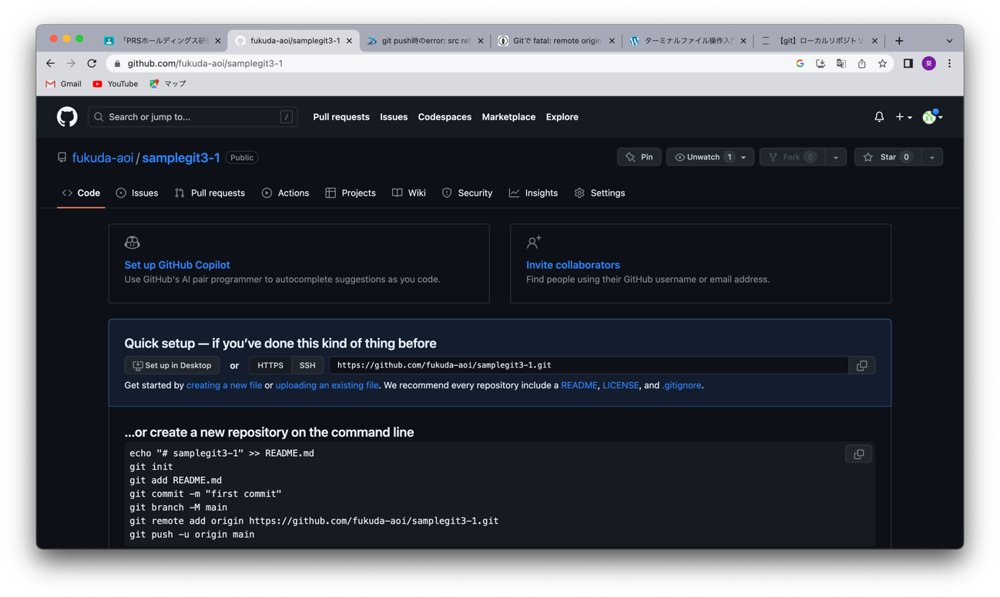 「PRSホールディングス研
fukuda-aoi/samplegit3-1
git push時のerror: src ref
Gitで fatal: remote origin
ターミナルファイル操作入門
【git】ローカルリポジトリ
github.com/fukuda-aoi/samplegit3-1
葵
Gmail
YouTube
マップ
Search or jump to...
/
Pull requests
Issues
Codespaces
Marketplace
Explore
fukuda-aoi / samplegit3-1
Public
Pin
Unwatch 1
Fork 0
Star 0
Code
Issues
Pull requests
Actions
Projects
Wiki
Security
Insights
Settings
Set up GitHub Copilot
Use GitHub's AI pair programmer to autocomplete suggestions as you code.
Invite collaborators
Find people using their GitHub username or email address.
Quick setup — if you've done this kind of thing before
Set up in Desktop
or
HTTPS
SSH
https://github.com/fukuda-aoi/samplegit3-1.git
Get started by creating a new file or uploading an existing file. We recommend every repository include a README, LICENSE, and .gitignore.
...or create a new repository on the command line
echo "# samplegit3-1" >> README.md
git init
git add README.md
git commit -m "first commit"
git branch -M main
git remote add origin https://github.com/fukuda-aoi/samplegit3-1.git
git push -u origin main